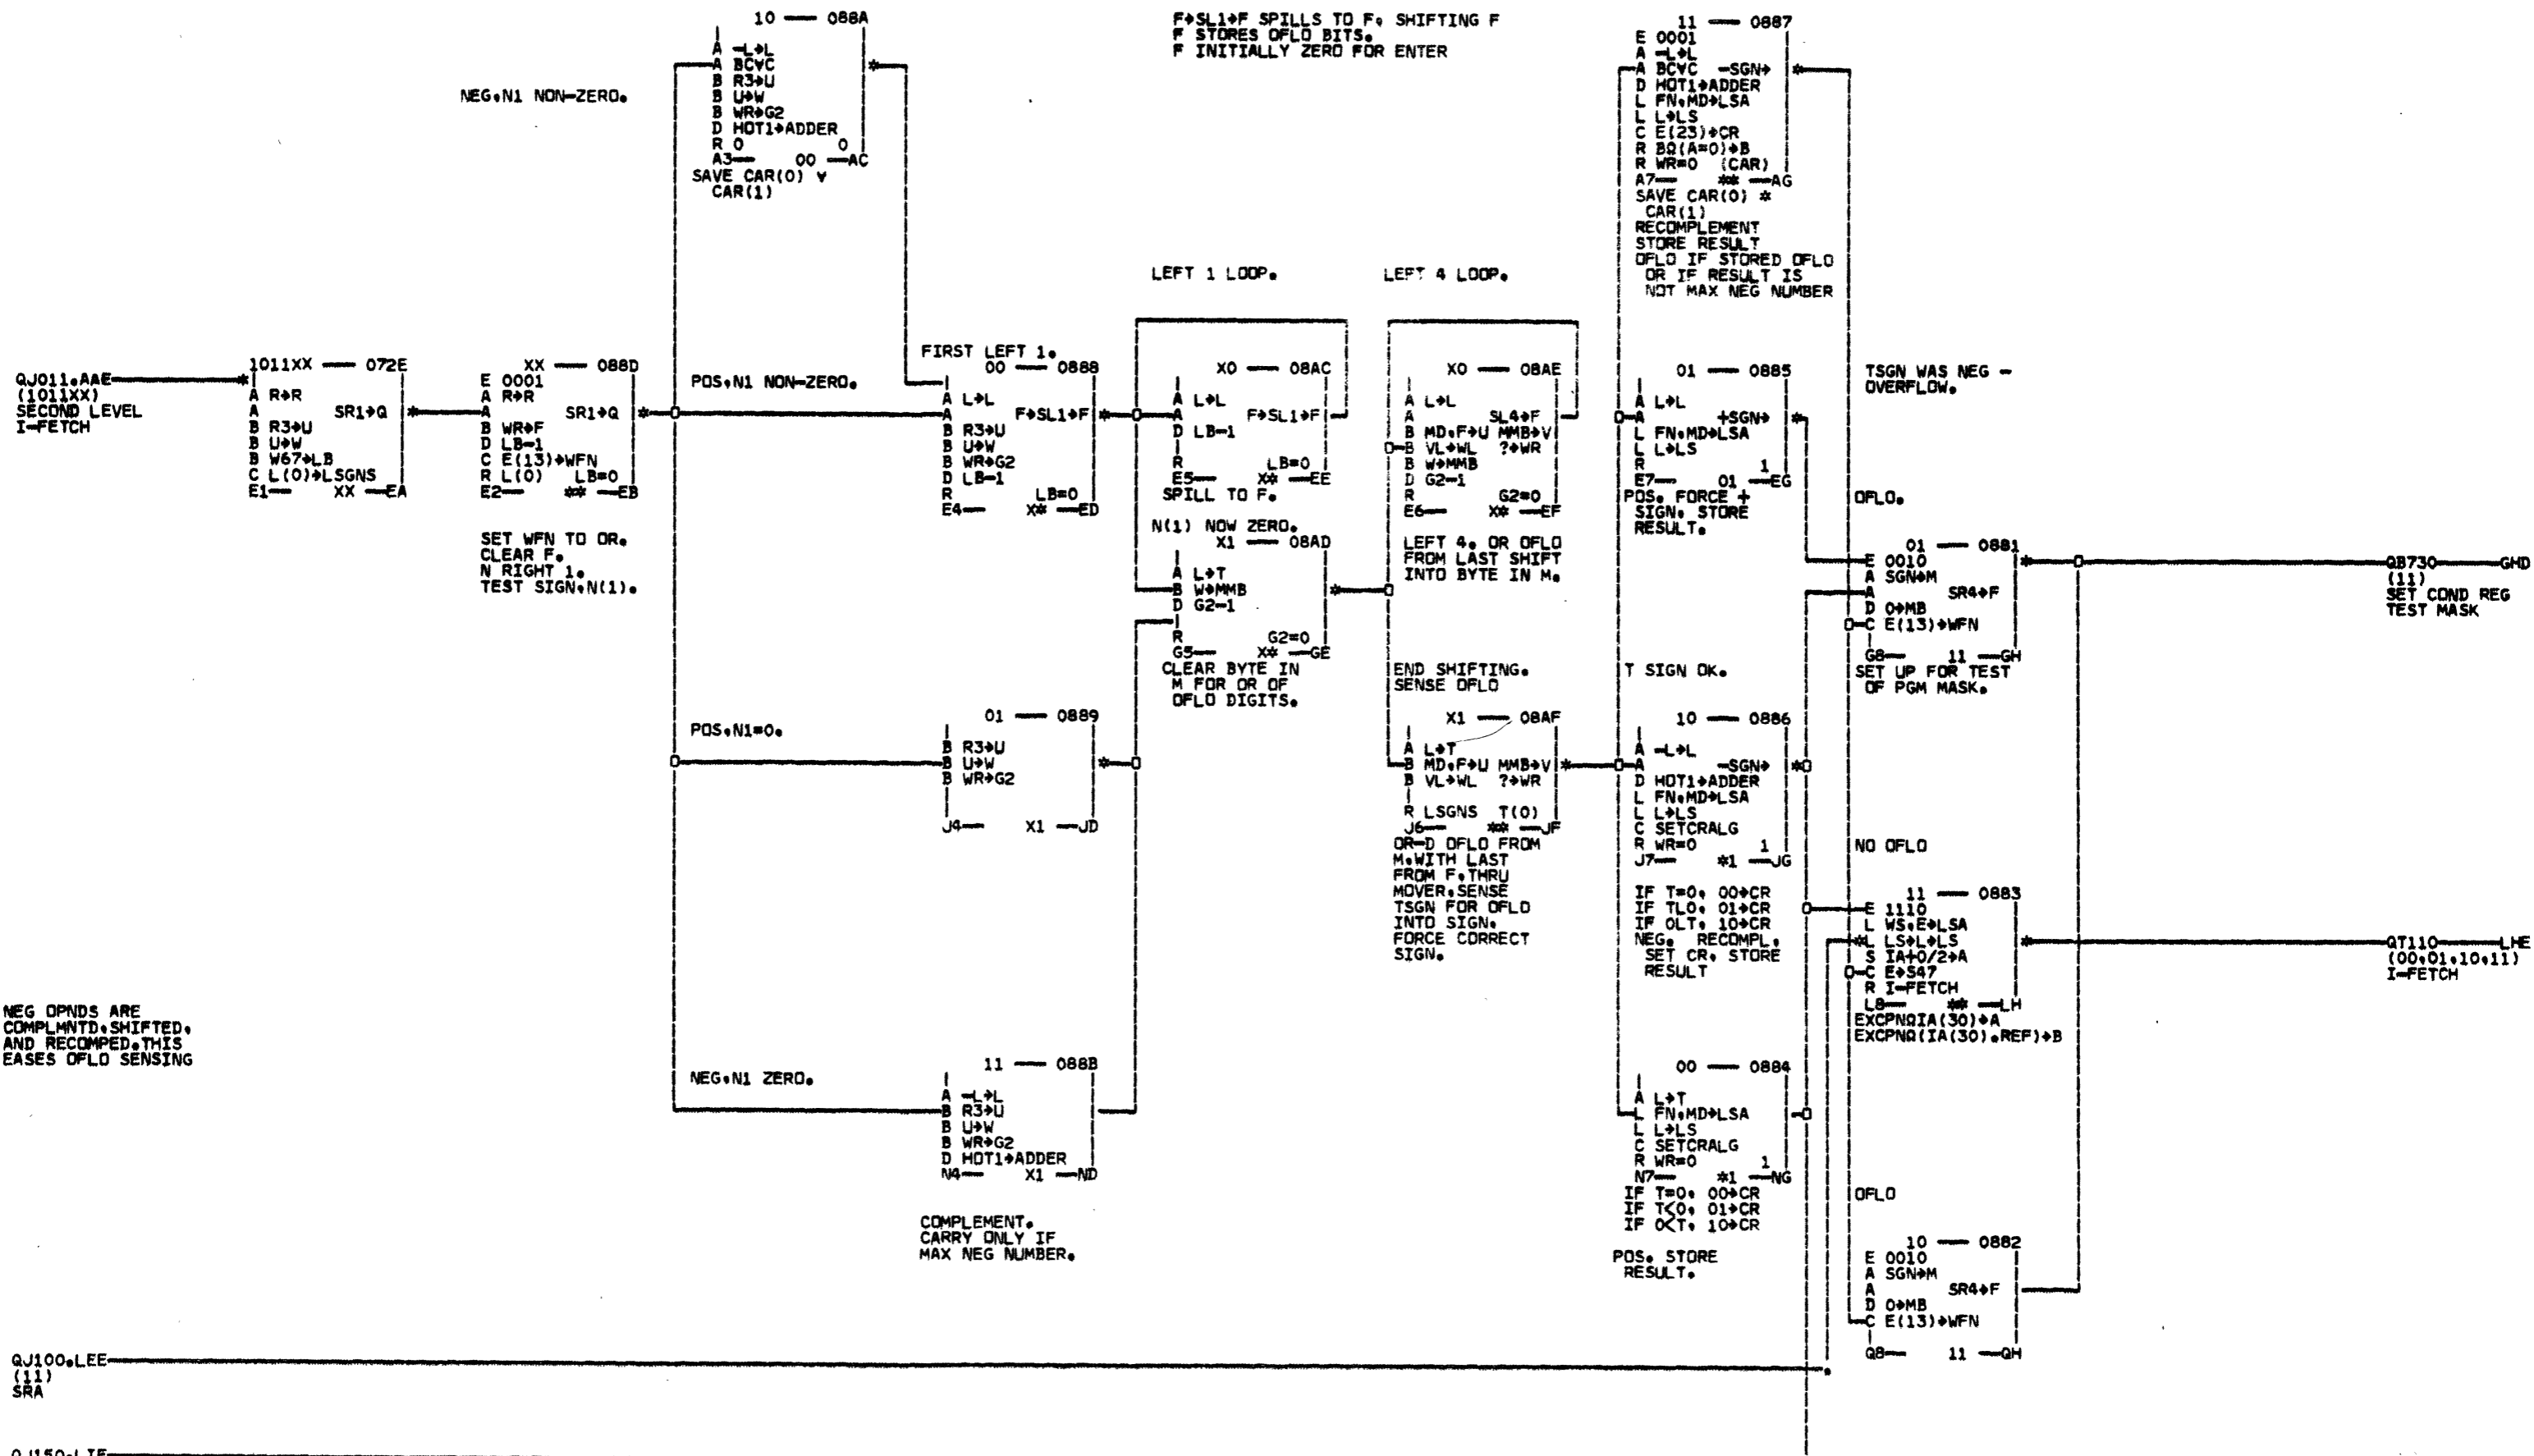 10 — 088A
A -L→L
A BC∀C *
B R3→U
B U→W
B WR→G2
D HOT1→ADDER
R 0 0
A3— 00 —AC
SAVE CAR(0) ∀
CAR(1)
NEG,N1 NON-ZERO.
F→SL1→F SPILLS TO F, SHIFTING F
F STORES OFLO BITS.
F INITIALLY ZERO FOR ENTER
11 — 0887
E 0001
A -L→L
A BC∀C -SGN→ *
D HOT1→ADDER
L FN,MD→LSA
L L→LS
C E(23)→CR
R BΩ(A=0)→B
R WR=0 (CAR)
A7— ** —AG
SAVE CAR(0) *
CAR(1)
RECOMPLEMENT
STORE RESULT
OFLO IF STORED OFLO
OR IF RESULT IS
NOT MAX NEG NUMBER
QJ011.AAE
(1011XX)
SECOND LEVEL
I-FETCH
1011XX — 072E
A R→R
A SR1→Q *
B R3→U
B U→W
B W67→LB
C L(0)→LSGNS
E1— XX —EA
XX — 088D
E 0001
A R→R
A SR1→Q *
B WR→F
D LB-1
C E(13)→WFN
R L(0) LB=0
E2— ** —EB
SET WFN TO OR.
CLEAR F.
N RIGHT 1.
TEST SIGN,N(1).
POS,N1 NON-ZERO.
FIRST LEFT 1.
00 — 0888
A L→L
A F→SL1→F *
B R3→U
B U→W
B WR→G2
D LB-1
R LB=0
E4— X* —ED
LEFT 1 LOOP.
X0 — 08AC
A L→L
A F→SL1→F
D LB-1
R LB=0
E5— X* —EE
SPILL TO F.
N(1) NOW ZERO.
X1 — 08AD
A L→T
B W→MMB
D G2-1
R G2=0
G5— X* —GE
CLEAR BYTE IN
M FOR OR OF
OFLO DIGITS.
LEFT 4 LOOP.
X0 — 08AE
A L→L
A SL4→F
B MD,F→U MMB→V
B VL→WL ?→WR
B W→MMB
D G2-1
R G2=0
E6— X* —EF
LEFT 4. OR OFLO
FROM LAST SHIFT
INTO BYTE IN M.
END SHIFTING.
SENSE OFLO
X1 — 08AF
A L→T
B MD,F→U MMB→V *
B VL→WL ?→WR
R LSGNS T(0)
J6— ** —JF
OR-D OFLO FROM
M,WITH LAST
FROM F,THRU
MOVER,SENSE
TSGN FOR OFLO
INTO SIGN.
FORCE CORRECT
SIGN.
01 — 0885
A L→L
A +SGN→ *
L FN,MD→LSA
L L→LS
R 1
E7— 01 —EG
POS. FORCE +
SIGN. STORE
RESULT.
TSGN WAS NEG -
OVERFLOW.
OFLO.
01 — 0881
E 0010
A SGN→M
A SR4→F
D 0→MB
C E(13)→WFN
G8— 11 —GH
SET UP FOR TEST
OF PGM MASK.
QB730 — GHD
(11)
SET COND REG
TEST MASK
T SIGN OK.
10 — 0886
A -L→L
A -SGN→ *
D HOT1→ADDER
L FN,MD→LSA
L L→LS
C SETCRALG
R WR=0 1
J7— *1 —JG
IF T=0, 00→CR
IF TL0, 01→CR
IF OLT, 10→CR
NEG. RECOMPL,
SET CR, STORE
RESULT
POS,N1=0.
01 — 0889
B R3→U
B U→W *
B WR→G2
J4— X1 —JD
NO OFLO
11 — 0883
E 1110
L WS,E→LSA
L LS→L→LS *
S IA+0/2→A
C E→S47
R I-FETCH
L8— ** —LH
EXCPNΩIA(30)→A
EXCPNΩ(IA(30).REF)→B
QT110 — LHE
(00,01,10,11)
I-FETCH
NEG OPNDS ARE
COMPLMNTD,SHIFTED,
AND RECOMPED.THIS
EASES OFLO SENSING
NEG,N1 ZERO.
11 — 088B
A -L→L
B R3→U
B U→W
B WR→G2
D HOT1→ADDER
N4— X1 —ND
COMPLEMENT.
CARRY ONLY IF
MAX NEG NUMBER.
00 — 0884
A L→T
L FN,MD→LSA
L L→LS
C SETCRALG
R WR=0 1
N7— *1 —NG
IF T=0, 00→CR
IF T<0, 01→CR
IF 0<T, 10→CR
POS. STORE
RESULT.
OFLO
10 — 0882
E 0010
A SGN→M
A SR4→F
D 0→MB
C E(13)→WFN
Q8— 11 —QH
QJ100.LEE
(11)
SRA